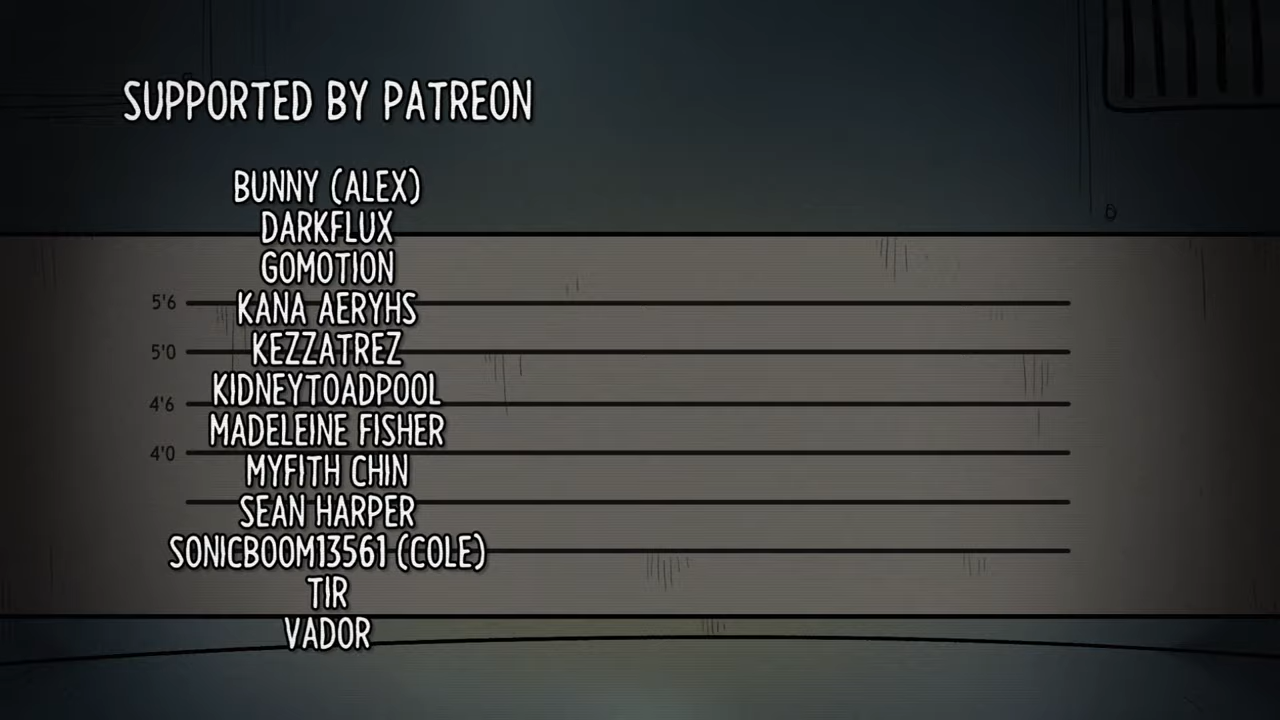 SUPPORTED BY PATREON
BUNNY (ALEX)
DARKFLUX
GOMOTION
5'6
KANA AERYHS
5'0
KEZZATREZ
4'6
KIDNEYTOADPOOL
MADELEINE FISHER
4'0
MYFITH CHIN
SEAN HARPER
SONICBOOM13561 (COLE)
TIR
VADOR